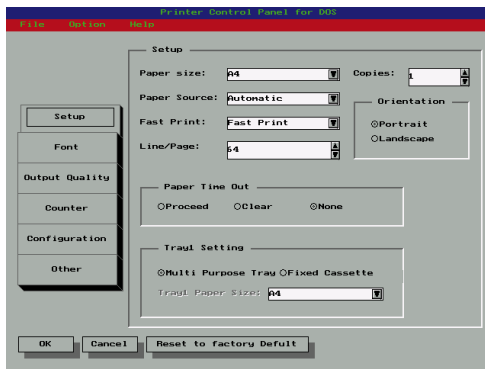 Printer Control Panel for DOS
File Option Help
Setup
Paper size: A4 Copies: 1
Paper Source: Automatic Orientation
Setup Fast Print: Fast Print Portrait
Landscape
Font Line/Page: 64
Output Quality
Paper Time Out
Counter Proceed Clear None
Configuration
Tray1 Setting
Other Multi Purpose Tray Fixed Cassette
Tray1 Paper Size: A4
OK Cancel Reset to factory Defult